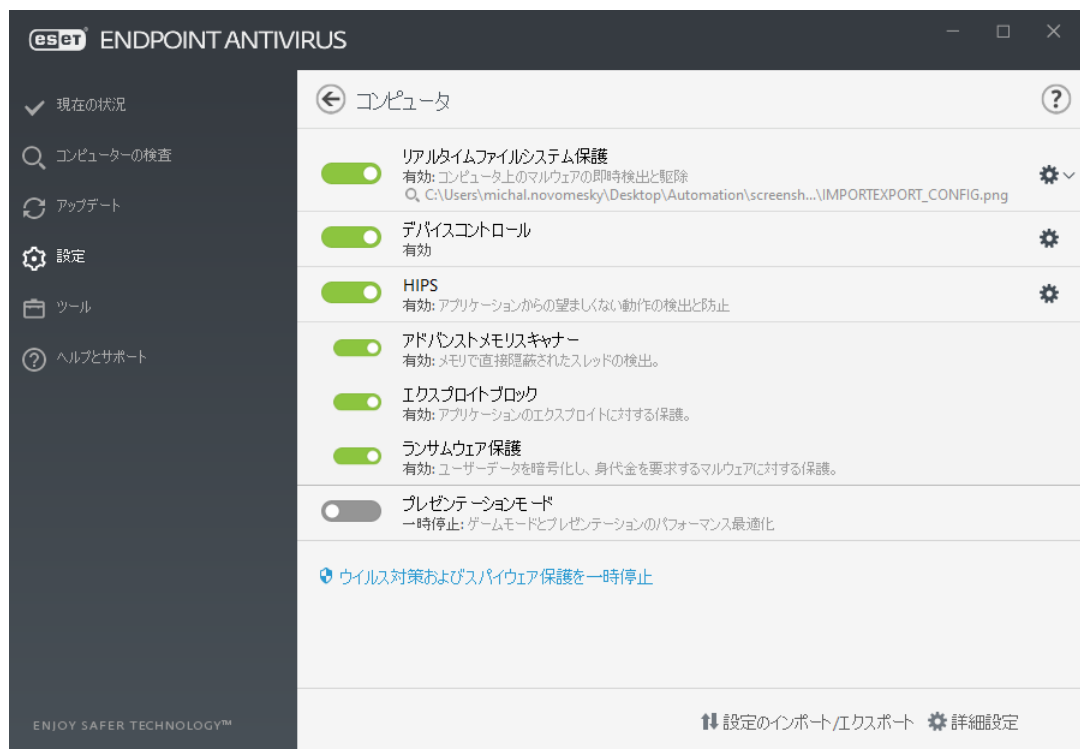 eset ENDPOINT ANTIVIRUS
現在の状況
コンピューターの検査
アップデート
設定
ツール
ヘルプとサポート
ENJOY SAFER TECHNOLOGY™
コンピュータ
?
リアルタイムファイルシステム保護
有効: コンピュータ上のマルウェアの即時検出と駆除
C:\Users\michal.novomesky\Desktop\Automation\screensh...\IMPORTEXPORT_CONFIG.png
デバイスコントロール
有効
HIPS
有効: アプリケーションからの望ましくない動作の検出と防止
アドバンストメモリスキャナー
有効: メモリで直接隠蔽されたスレッドの検出。
エクスプロイトブロック
有効: アプリケーションのエクスプロイトに対する保護。
ランサムウェア保護
有効: ユーザーデータを暗号化し、身代金を要求するマルウェアに対する保護。
プレゼンテーションモード
一時停止: ゲームモードとプレゼンテーションのパフォーマンス最適化
ウイルス対策およびスパイウェア保護を一時停止
設定のインポート/エクスポート 詳細設定